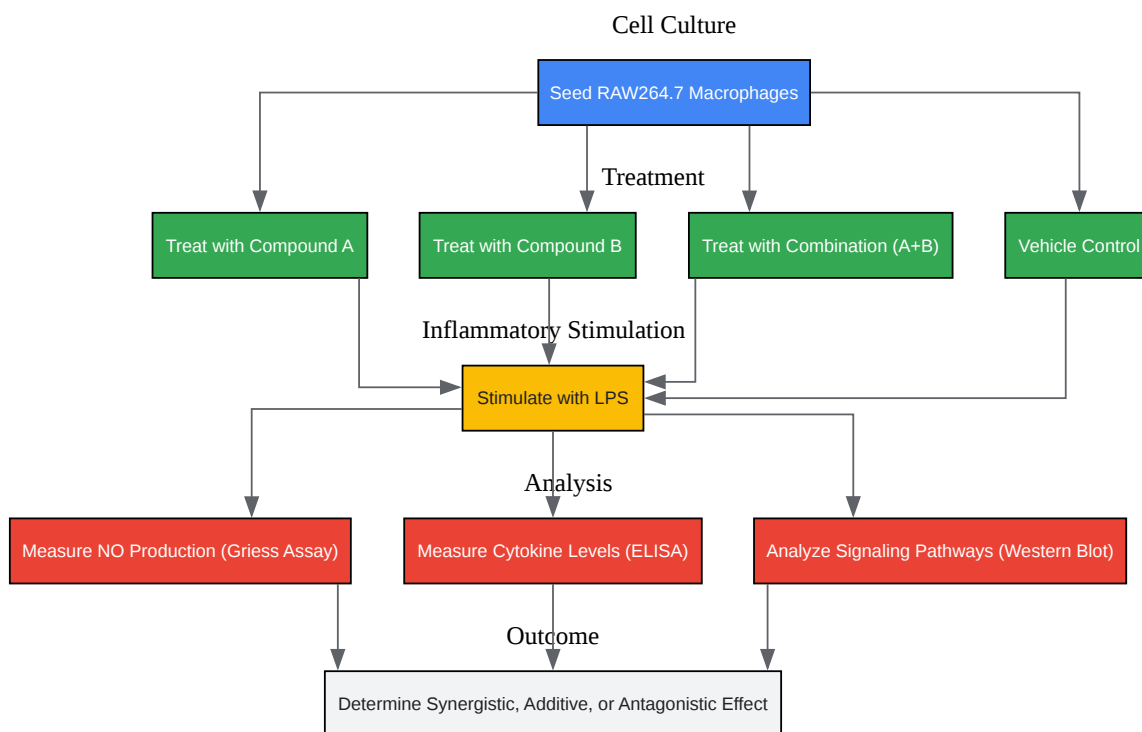 Cell Culture
Seed RAW264.7 Macrophages
Treatment
Treat with Compound A
Treat with Compound B
Treat with Combination (A+B)
Vehicle Control
Inflammatory Stimulation
Stimulate with LPS
Analysis
Measure NO Production (Griess Assay)
Measure Cytokine Levels (ELISA)
Analyze Signaling Pathways (Western Blot)
Outcome
Determine Synergistic, Additive, or Antagonistic Effect